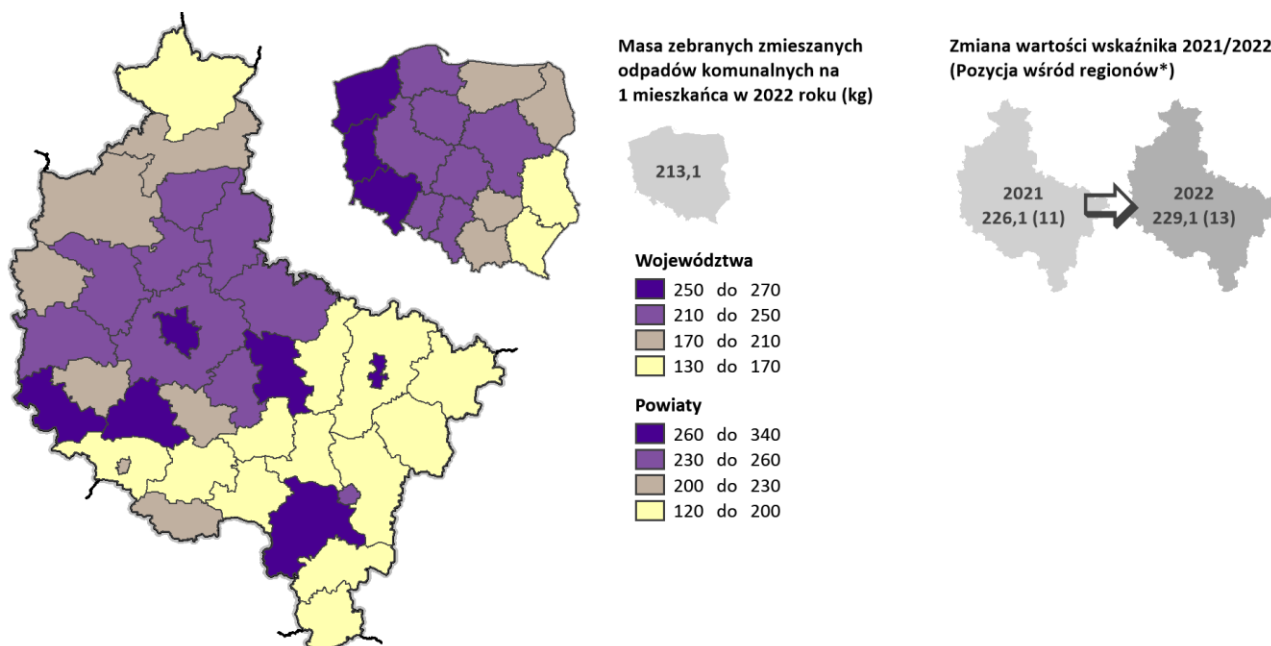 Masa zebranych zmieszanych
odpadów komunalnych na
1 mieszkańca w 2022 roku (kg)
213,1
Województwa
250 do 270
210 do 250
170 do 210
130 do 170
Powiaty
260 do 340
230 do 260
200 do 230
120 do 200
Zmiana wartości wskaźnika 2021/2022
(Pozycja wśród regionów*)
2021
226,1 (11)
2022
229,1 (13)